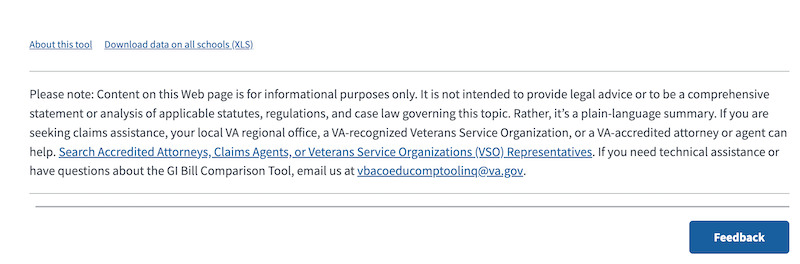 About this tool Download data on all schools (XLS)
Please note: Content on this Web page is for informational purposes only. It is not intended to provide legal advice or to be a comprehensive
statement or analysis of applicable statutes, regulations, and case law governing this topic. Rather, it’s a plain-language summary. If you are
seeking claims assistance, your local VA regional office, a VA-recognized Veterans Service Organization, or a VA-accredited attorney or agent can
help. Search Accredited Attorneys, Claims Agents, or Veterans Service Organizations (VSO) Representatives. If you need technical assistance or
have questions about the GI Bill Comparison Tool, email us at vbacoeducomptoolinq@va.gov.
Feedback